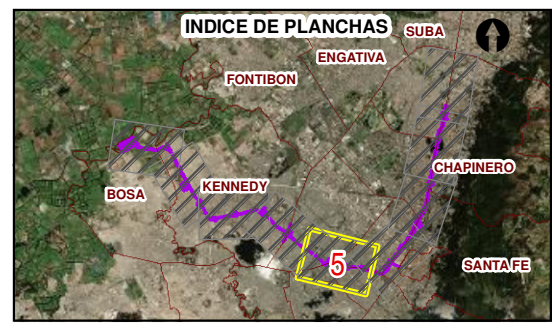 INDICE DE PLANCHAS
SUBA
ENGATIVA
FONTIBON
CHAPINERO
KENNEDY
BOSA
SANTA FE
5